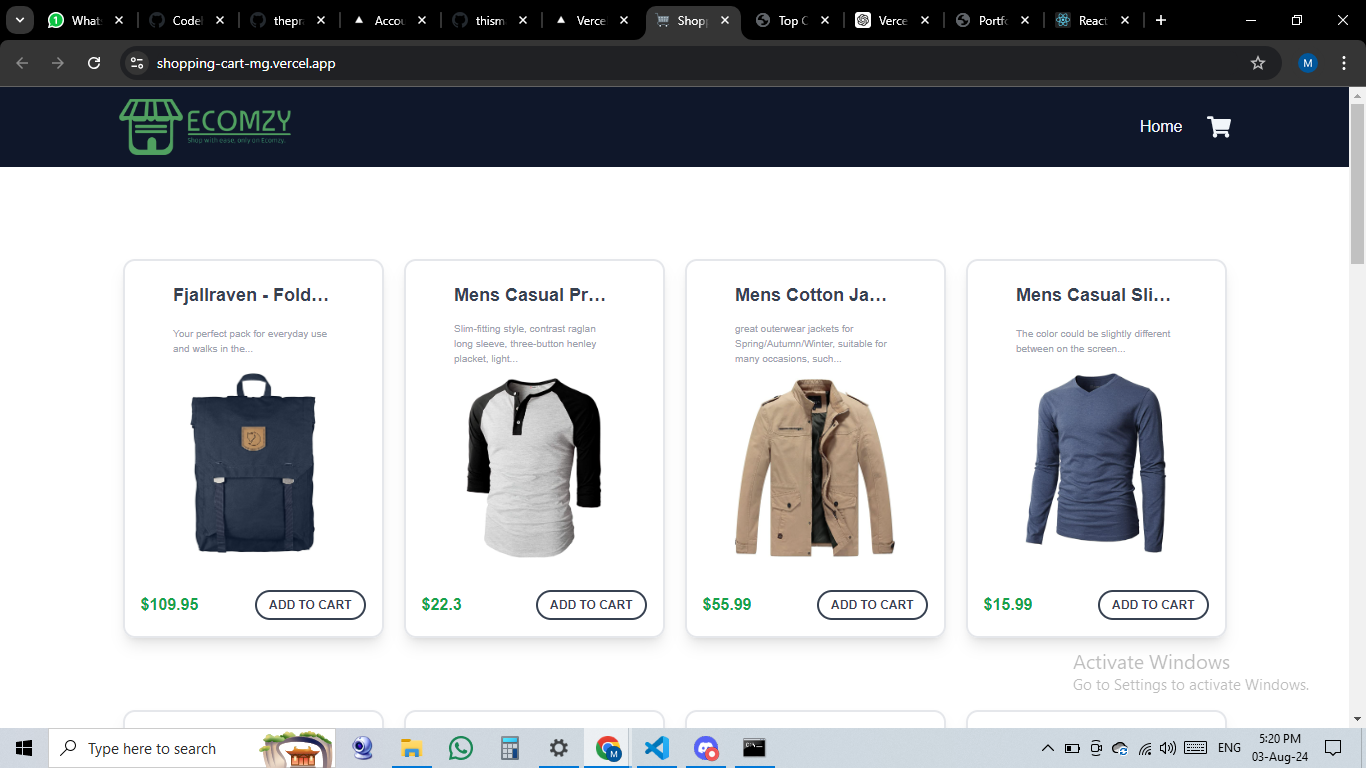 Whats
Codel
thepr
Accou
thism
Vercel
Shopp
Top C
Verce
Portfo
React
shopping-cart-mg.vercel.app
M
ECOMZY
Shop with ease, only on Ecomzy.
Home
Fjallraven - Fold...
Mens Casual Pr...
Mens Cotton Ja...
Mens Casual Sli...
Your perfect pack for everyday use
and walks in the...
Slim-fitting style, contrast raglan
long sleeve, three-button henley
placket, light...
great outerwear jackets for
Spring/Autumn/Winter, suitable for
many occasions, such...
The color could be slightly different
between on the screen...
$109.95 ADD TO CART
$22.3 ADD TO CART
$55.99 ADD TO CART
$15.99 ADD TO CART
Activate Windows
Go to Settings to activate Windows.
Type here to search
ENG
5:20 PM
03-Aug-24